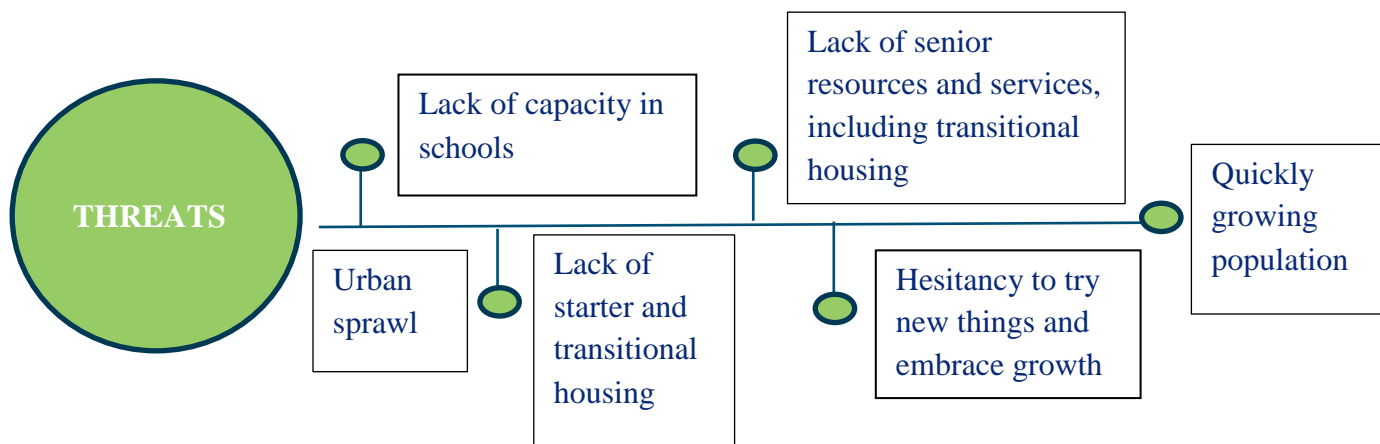 THREATS
Lack of capacity in
schools
Lack of senior
resources and services,
including transitional
housing
Quickly
growing
population
Urban
sprawl
Lack of
starter and
transitional
housing
Hesitancy to try
new things and
embrace growth